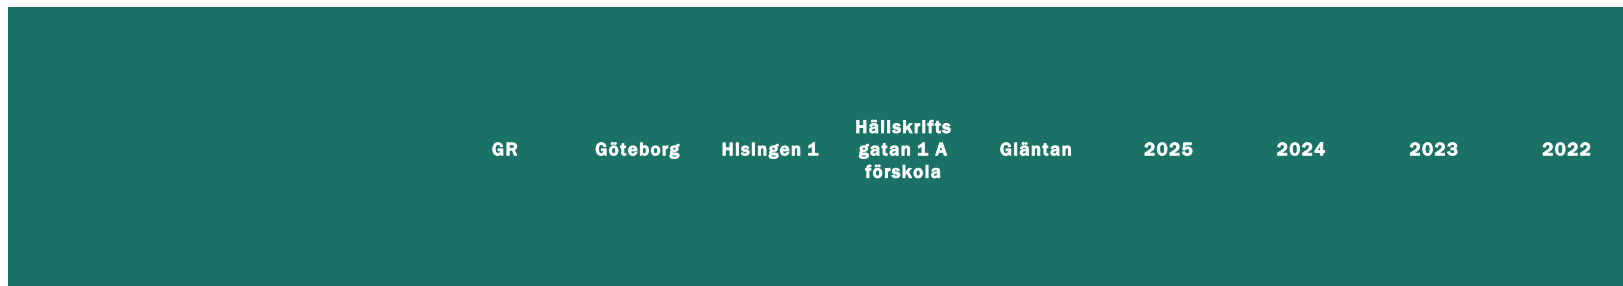 GR Göteborg Hisingen 1 Hällskrifts gatan 1 A förskola Gläntan 2025 2024 2023 2022